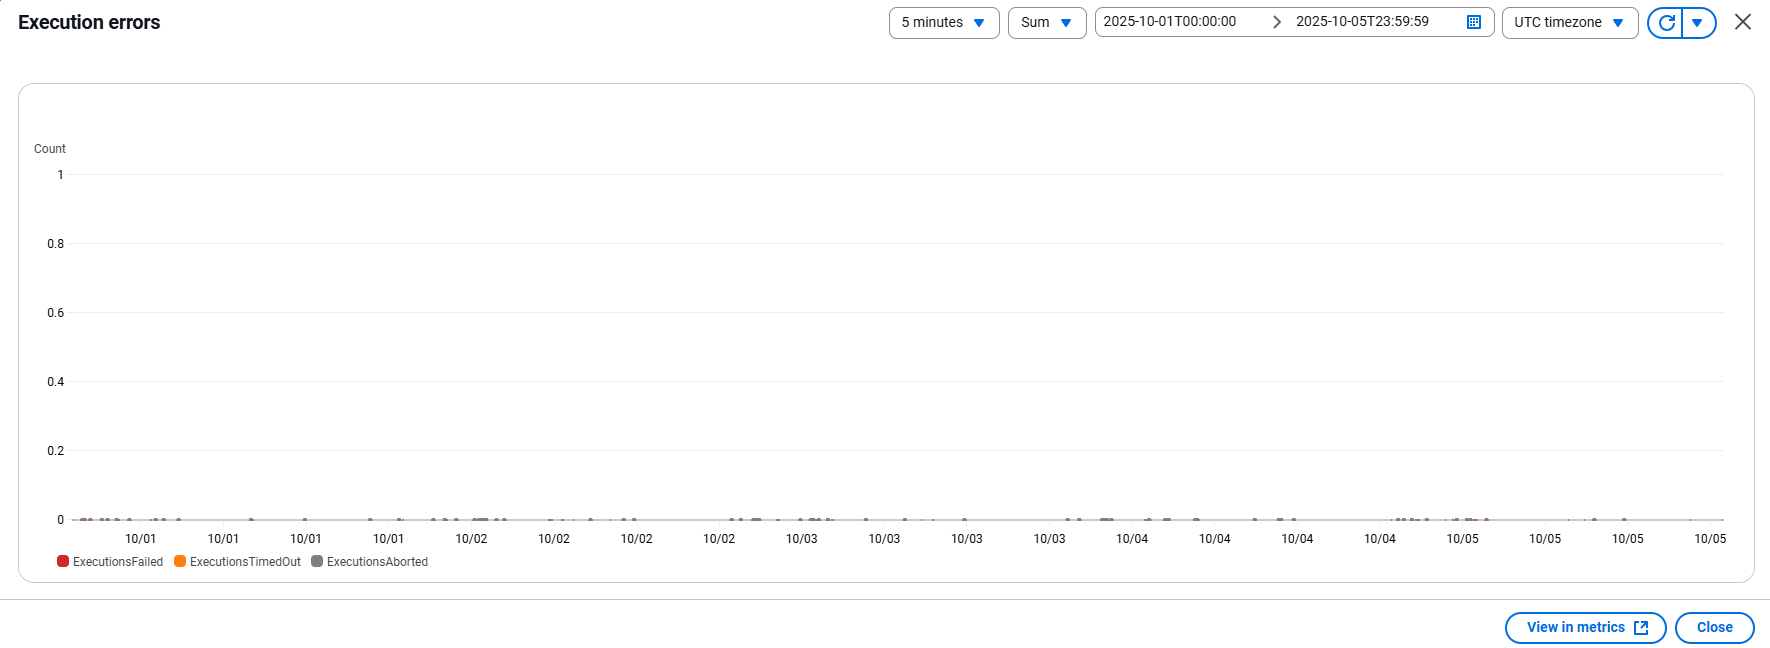 Execution errors
5 minutes
Sum
2025-10-01T00:00:00
2025-10-05T23:59:59
UTC timezone
Count
1
0.8
0.6
0.4
0.2
0
10/01 10/01 10/01 10/01 10/02 10/02 10/02 10/02 10/03 10/03 10/03 10/03 10/04 10/04 10/04 10/04 10/05 10/05 10/05 10/05
ExecutionsFailed ExecutionsTimedOut ExecutionsAborted
View in metrics
Close